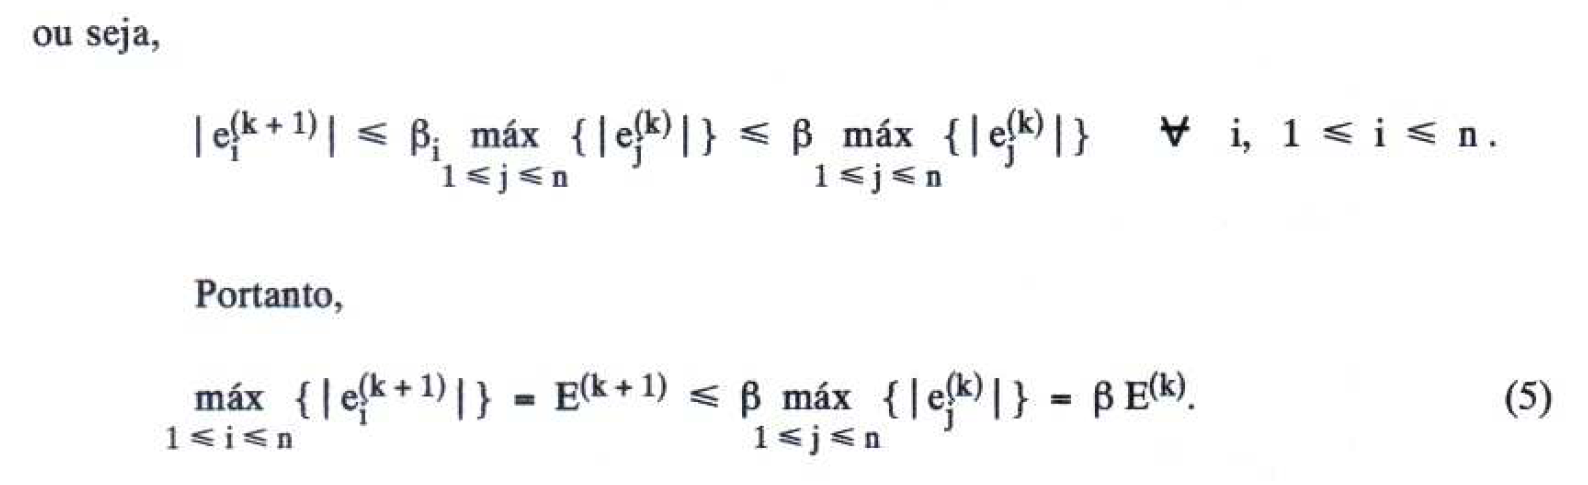 ou seja,
| e_i^(k + 1) | ⩽ β_i máx_{1 ⩽ j ⩽ n} { | e_j^(k) | } ⩽ β máx_{1 ⩽ j ⩽ n} { | e_j^(k) | } ∀ i, 1 ⩽ i ⩽ n .
Portanto,
máx_{1 ⩽ i ⩽ n} { | e_i^(k + 1) | } = E^(k + 1) ⩽ β máx_{1 ⩽ j ⩽ n} { | e_j^(k) | } = β E^(k). (5)